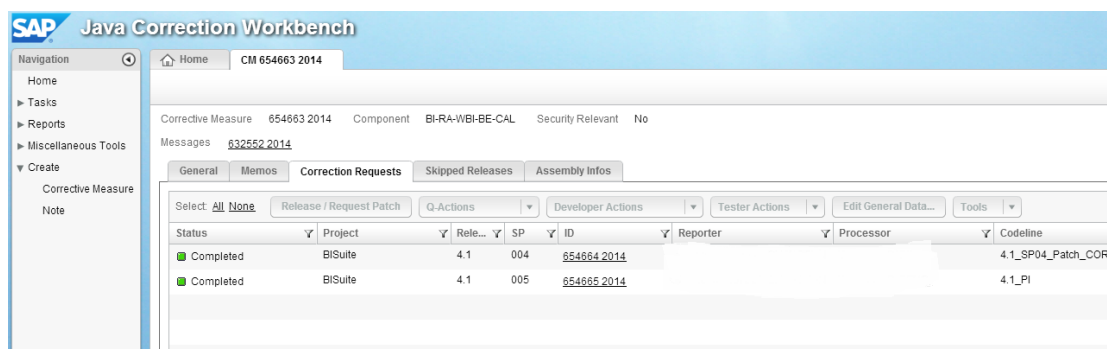 SAP Java Correction Workbench
Navigation
Home
Tasks
Reports
Miscellaneous Tools
Create
Corrective Measure
Note
Home CM 654663 2014
Corrective Measure 654663 2014 Component BI-RA-WBI-BE-CAL Security Relevant No
Messages 632552 2014
General Memos Correction Requests Skipped Releases Assembly Infos
Select: All None Release / Request Patch Q-Actions Developer Actions Tester Actions Edit General Data... Tools
Status Project Rele... SP ID Reporter Processor Codeline
Completed BISuite 4.1 004 654664 2014 4.1_SP04_Patch_COR
Completed BISuite 4.1 005 654665 2014 4.1_PI